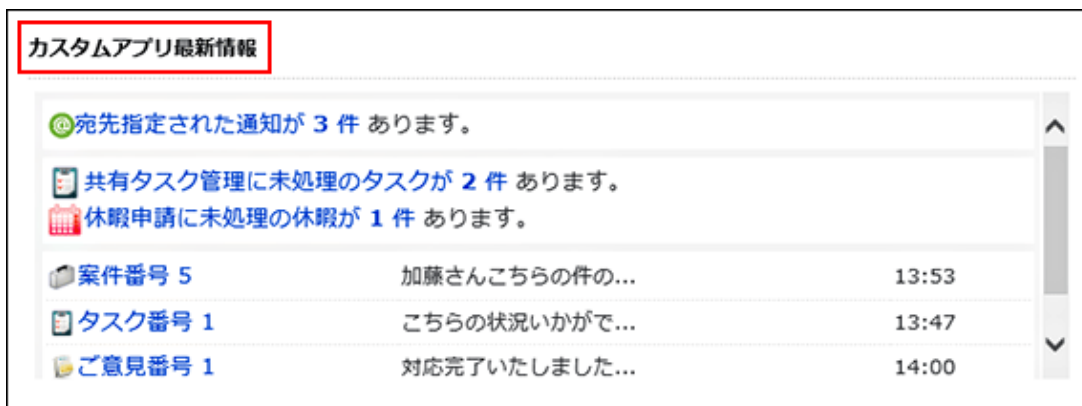 カスタムアプリ最新情報
宛先指定された通知が 3 件 あります。
共有タスク管理に未処理のタスクが 2 件 あります。
休暇申請に未処理の休暇が 1 件 あります。
案件番号 5 加藤さんこちらの件の... 13:53
タスク番号 1 こちらの状況いかがで... 13:47
ご意見番号 1 対応完了いたしました... 14:00